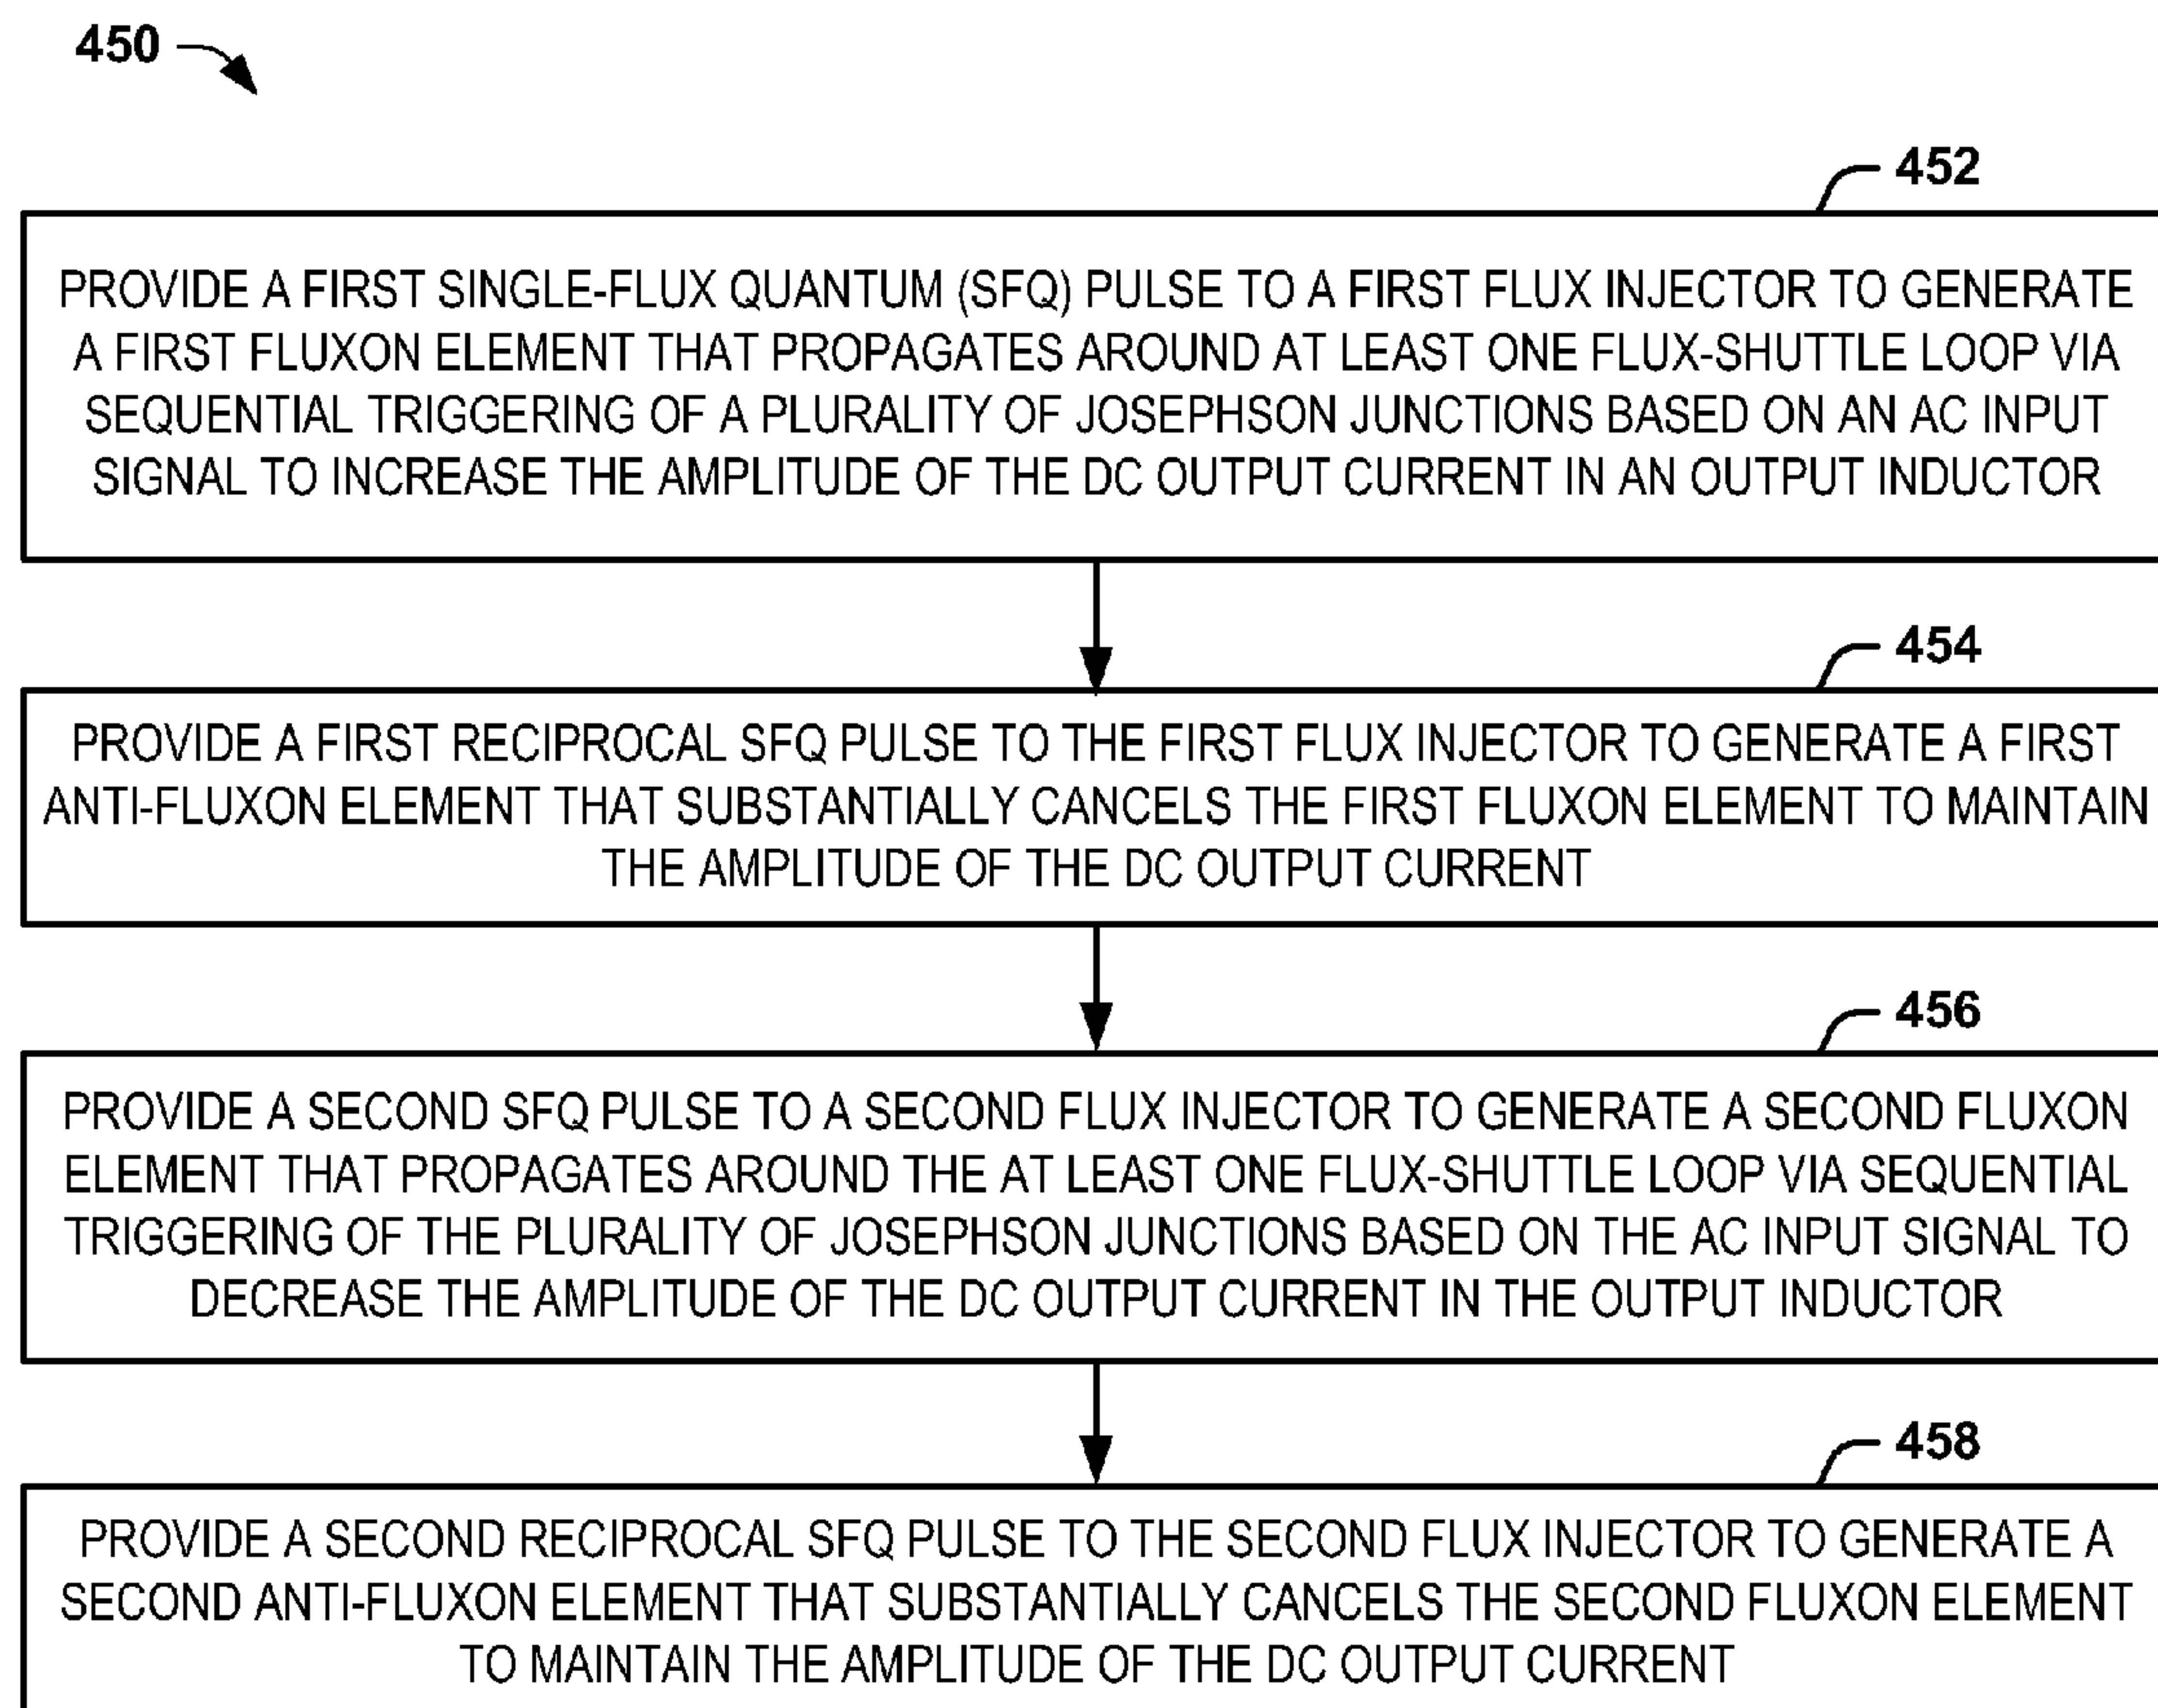 450
452
PROVIDE A FIRST SINGLE-FLUX QUANTUM (SFQ) PULSE TO A FIRST FLUX INJECTOR TO GENERATE
A FIRST FLUXON ELEMENT THAT PROPAGATES AROUND AT LEAST ONE FLUX-SHUTTLE LOOP VIA
SEQUENTIAL TRIGGERING OF A PLURALITY OF JOSEPHSON JUNCTIONS BASED ON AN AC INPUT
SIGNAL TO INCREASE THE AMPLITUDE OF THE DC OUTPUT CURRENT IN AN OUTPUT INDUCTOR
454
PROVIDE A FIRST RECIPROCAL SFQ PULSE TO THE FIRST FLUX INJECTOR TO GENERATE A FIRST
ANTI-FLUXON ELEMENT THAT SUBSTANTIALLY CANCELS THE FIRST FLUXON ELEMENT TO MAINTAIN
THE AMPLITUDE OF THE DC OUTPUT CURRENT
456
PROVIDE A SECOND SFQ PULSE TO A SECOND FLUX INJECTOR TO GENERATE A SECOND FLUXON
ELEMENT THAT PROPAGATES AROUND THE AT LEAST ONE FLUX-SHUTTLE LOOP VIA SEQUENTIAL
TRIGGERING OF THE PLURALITY OF JOSEPHSON JUNCTIONS BASED ON THE AC INPUT SIGNAL TO
DECREASE THE AMPLITUDE OF THE DC OUTPUT CURRENT IN THE OUTPUT INDUCTOR
458
PROVIDE A SECOND RECIPROCAL SFQ PULSE TO THE SECOND FLUX INJECTOR TO GENERATE A
SECOND ANTI-FLUXON ELEMENT THAT SUBSTANTIALLY CANCELS THE SECOND FLUXON ELEMENT
TO MAINTAIN THE AMPLITUDE OF THE DC OUTPUT CURRENT